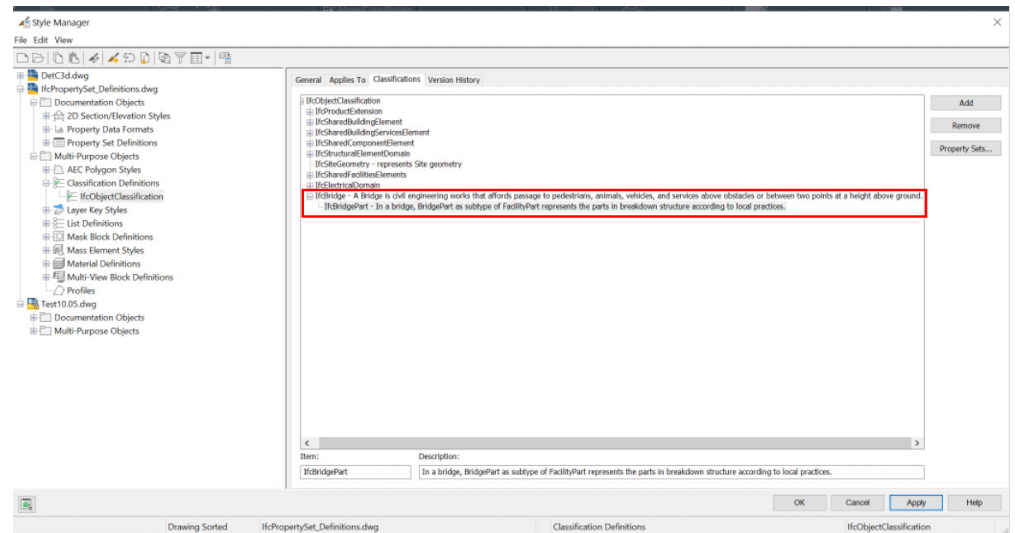 Style Manager
File Edit View
DetC3d.dwg
IfcPropertySet_Definitions.dwg
Documentation Objects
2D Section/Elevation Styles
Property Data Formats
Property Set Definitions
Multi-Purpose Objects
AEC Polygon Styles
Classification Definitions
IfcObjectClassification
Layer Key Styles
List Definitions
Mask Block Definitions
Mass Element Styles
Material Definitions
Multi-View Block Definitions
Profiles
Test10.05.dwg
Documentation Objects
Multi-Purpose Objects
General Applies To Classifications Version History
IfcObjectClassification
IfcProductExtension
IfcSharedBuildingElement
IfcSharedBuildingServicesElement
IfcSharedComponentElement
IfcStructuralElementDomain
IfcSiteGeometry - represents Site geometry
IfcSharedFacilitiesElements
IfcElectricalDomain
IfcBridge - A Bridge is civil engineering works that affords passage to pedestrians, animals, vehicles, and services above obstacles or between two points at a height above ground.
IfcBridgePart - In a bridge, BridgePart as subtype of FacilityPart represents the parts in breakdown structure according to local practices.
Add
Remove
Property Sets...
Item: Description:
IfcBridgePart In a bridge, BridgePart as subtype of FacilityPart represents the parts in breakdown structure according to local practices.
OK Cancel Apply Help
Drawing Sorted IfcPropertySet_Definitions.dwg Classification Definitions IfcObjectClassification